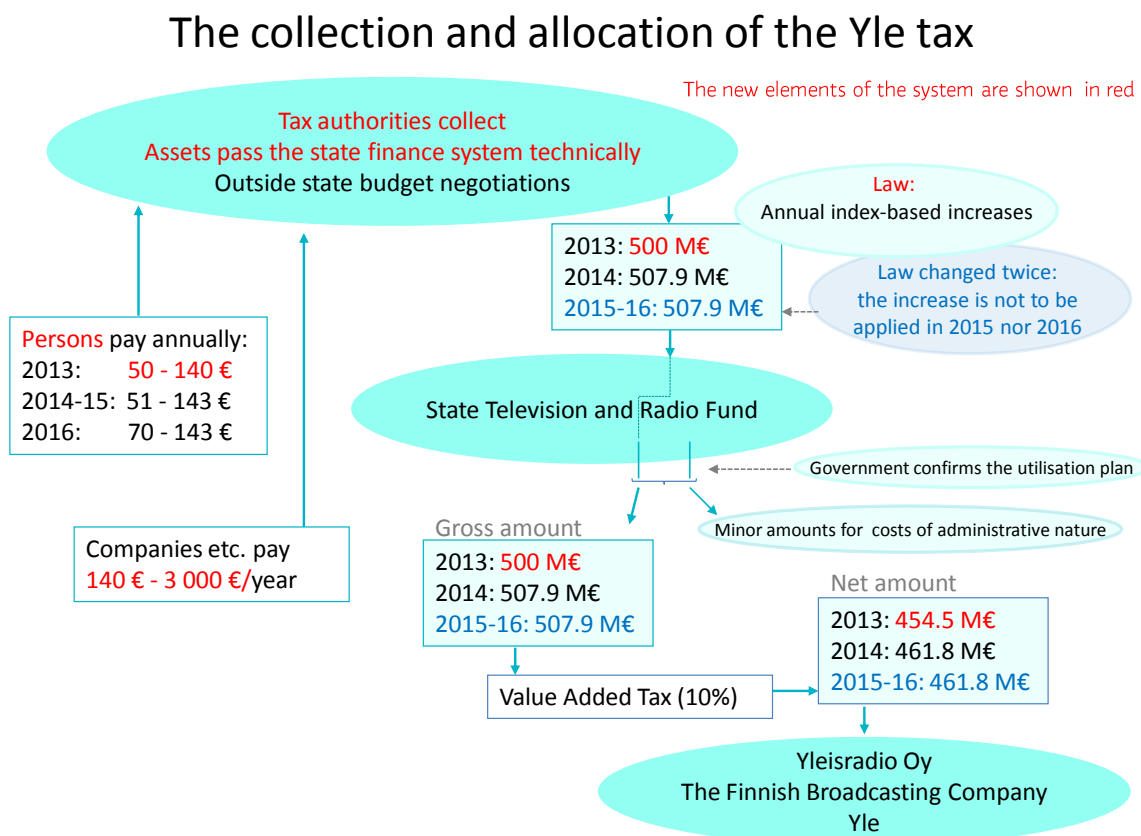 The collection and allocation of the Yle tax
The new elements of the system are shown in red
Tax authorities collect
Assets pass the state finance system technically
Outside state budget negotiations
Law:
Annual index-based increases
2013: 500 M€
2014: 507.9 M€
2015-16: 507.9 M€
Law changed twice:
the increase is not to be
applied in 2015 nor 2016
Persons pay annually:
2013: 50 - 140 €
2014-15: 51 - 143 €
2016: 70 - 143 €
State Television and Radio Fund
Government confirms the utilisation plan
Minor amounts for costs of administrative nature
Companies etc. pay
140 € - 3 000 €/year
Gross amount
2013: 500 M€
2014: 507.9 M€
2015-16: 507.9 M€
Net amount
2013: 454.5 M€
2014: 461.8 M€
2015-16: 461.8 M€
Value Added Tax (10%)
Yleisradio Oy
The Finnish Broadcasting Company
Yle